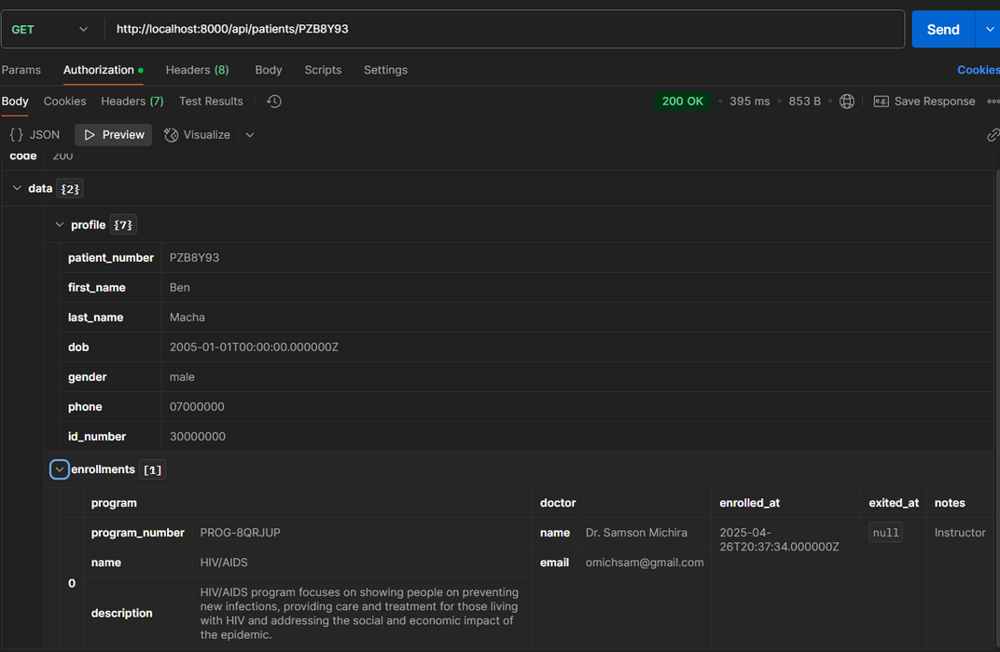 GET http://localhost:8000/api/patients/PZB8Y93 Send
Params Authorization Headers (8) Body Scripts Settings Cookies
Body Cookies Headers (7) Test Results 200 OK 395 ms 853 B e.g. Save Response
{} JSON Preview Visualize
code 200
data {2}
profile {7}
patient_number PZB8Y93
first_name Ben
last_name Macha
dob 2005-01-01T00:00:00.000000Z
gender male
phone 07000000
id_number 30000000
enrollments [1]
program doctor enrolled_at exited_at notes
program_number PROG-8QRJUP name Dr. Samson Michira 2025-04- null Instructor
26T20:37:34.000000Z
name HIV/AIDS email omichsam@gmail.com
0
description HIV/AIDS program focuses on showing people on preventing
new infections, providing care and treatment for those living
with HIV and addressing the social and economic impact of
the epidemic.